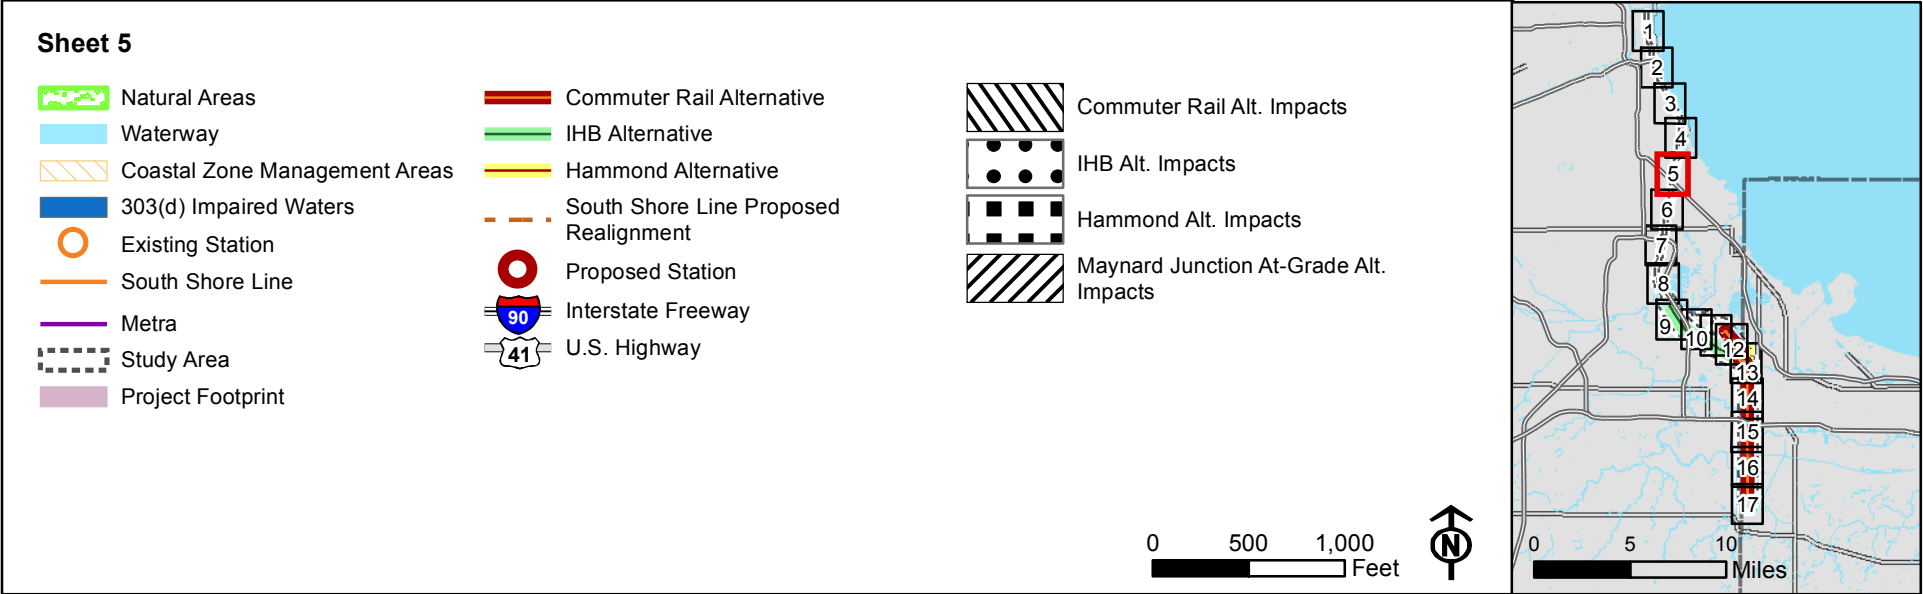 Sheet 5
Natural Areas
Waterway
Coastal Zone Management Areas
303(d) Impaired Waters
Existing Station
South Shore Line
Metra
Study Area
Project Footprint
Commuter Rail Alternative
IHB Alternative
Hammond Alternative
South Shore Line Proposed
Realignment
Proposed Station
90 Interstate Freeway
41 U.S. Highway
Commuter Rail Alt. Impacts
IHB Alt. Impacts
Hammond Alt. Impacts
Maynard Junction At-Grade Alt.
Impacts
0 500 1,000
Feet
N
1
2
3
4
5
6
7
8
9
10
12
13
14
15
16
17
0 5 10
Miles